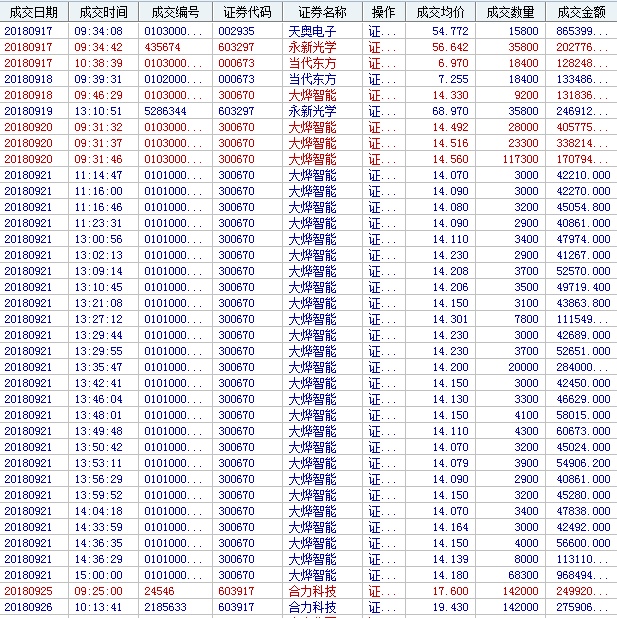 成交日期 成交时间 成交编号 证券代码 证券名称 操作 成交均价 成交数量 成交金额
20180917 09:34:08 0103000... 002935 天奥电子 证... 54.772 15800 865399...
20180917 09:34:42 435674 603297 永新光学 证... 56.642 35800 202776...
20180917 10:38:39 0103000... 000673 当代东方 证... 6.970 18400 128248...
20180918 09:39:31 0102000... 000673 当代东方 证... 7.255 18400 133486...
20180918 09:46:29 0103000... 300670 大烨智能 证... 14.330 9200 131836...
20180919 13:10:51 5286344 603297 永新光学 证... 68.970 35800 246912...
20180920 09:31:32 0103000... 300670 大烨智能 证... 14.492 28000 405775...
20180920 09:31:37 0103000... 300670 大烨智能 证... 14.516 23300 338214...
20180920 09:31:46 0103000... 300670 大烨智能 证... 14.560 117300 170794...
20180921 11:14:47 0101000... 300670 大烨智能 证... 14.070 3000 42210.000
20180921 11:16:00 0101000... 300670 大烨智能 证... 14.090 3000 42270.000
20180921 11:16:46 0101000... 300670 大烨智能 证... 14.080 3200 45054.800
20180921 11:23:31 0101000... 300670 大烨智能 证... 14.090 2900 40861.000
20180921 13:00:56 0101000... 300670 大烨智能 证... 14.110 3400 47974.000
20180921 13:02:13 0101000... 300670 大烨智能 证... 14.230 2900 41267.000
20180921 13:09:14 0101000... 300670 大烨智能 证... 14.208 3700 52570.000
20180921 13:10:45 0101000... 300670 大烨智能 证... 14.206 3500 49719.400
20180921 13:21:08 0101000... 300670 大烨智能 证... 14.150 3100 43863.800
20180921 13:27:12 0101000... 300670 大烨智能 证... 14.301 7800 111549...
20180921 13:29:44 0101000... 300670 大烨智能 证... 14.230 3000 42689.000
20180921 13:29:55 0101000... 300670 大烨智能 证... 14.230 3700 52651.000
20180921 13:35:47 0101000... 300670 大烨智能 证... 14.200 20000 284000...
20180921 13:42:41 0101000... 300670 大烨智能 证... 14.150 3000 42450.000
20180921 13:46:04 0101000... 300670 大烨智能 证... 14.130 3300 46629.000
20180921 13:48:01 0101000... 300670 大烨智能 证... 14.150 4100 58015.000
20180921 13:49:48 0101000... 300670 大烨智能 证... 14.110 4300 60673.000
20180921 13:50:42 0101000... 300670 大烨智能 证... 14.070 3200 45024.000
20180921 13:53:11 0101000... 300670 大烨智能 证... 14.079 3900 54906.200
20180921 13:56:29 0101000... 300670 大烨智能 证... 14.090 2900 40861.000
20180921 13:59:52 0101000... 300670 大烨智能 证... 14.150 3200 45280.000
20180921 14:04:18 0101000... 300670 大烨智能 证... 14.070 3400 47838.000
20180921 14:33:59 0101000... 300670 大烨智能 证... 14.164 3000 42492.000
20180921 14:35:31 0101000... 300670 大烨智能 证... 14.150 4000 56600.000
20180921 14:36:29 0101000... 300670 大烨智能 证... 14.139 8000 113110...
20180921 15:00:00 0101000... 300670 大烨智能 证... 14.180 68300 968494...
20180925 09:25:00 24546 603917 合力科技 证... 17.600 142000 249920...
20180926 10:13:41 2185633 603917 合力科技 证... 19.430 142000 275906...